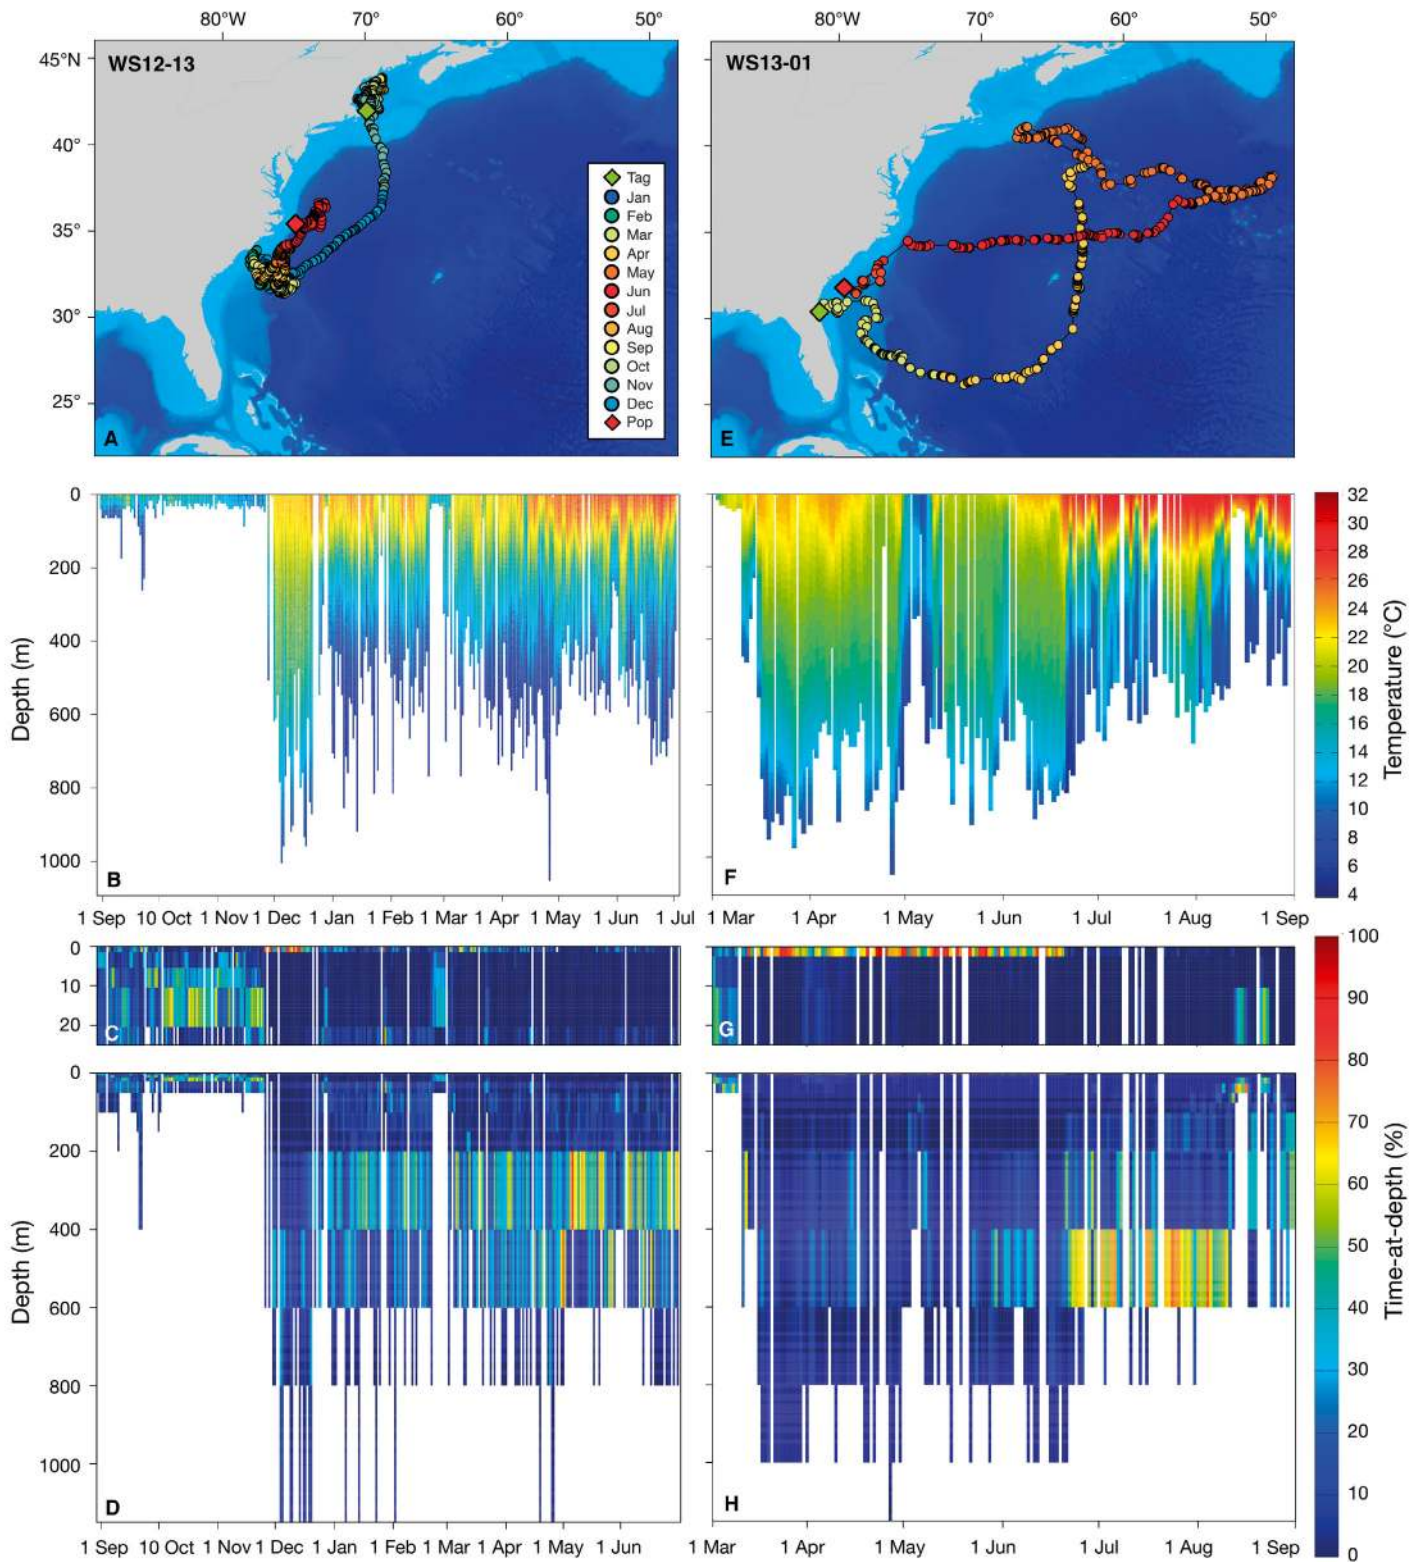 80°W 70° 60° 50° 80°W 70° 60° 50°
45°N
40°
35°
30°
25°
WS12-13
A
Tag
Jan
Feb
Mar
Apr
May
Jun
Jul
Aug
Sep
Oct
Nov
Dec
Pop
WS13-01
E
Depth (m)
0
200
400
600
800
1000
B
1 Sep 10 Oct 1 Nov 1 Dec 1 Jan 1 Feb 1 Mar 1 Apr 1 May 1 Jun 1 Jul
F
1 Mar 1 Apr 1 May 1 Jun 1 Jul 1 Aug 1 Sep
32
30
28
26
24
22
20
18
16
14
12
10
8
6
4
Temperature (°C)
0
10
20
C
G
Depth (m)
0
200
400
600
800
1000
D
1 Sep 10 Oct 1 Nov 1 Dec 1 Jan 1 Feb 1 Mar 1 Apr 1 May 1 Jun
H
1 Mar 1 Apr 1 May 1 Jun 1 Jul 1 Aug 1 Sep
100
90
80
70
60
50
40
30
20
10
0
Time-at-depth (%)